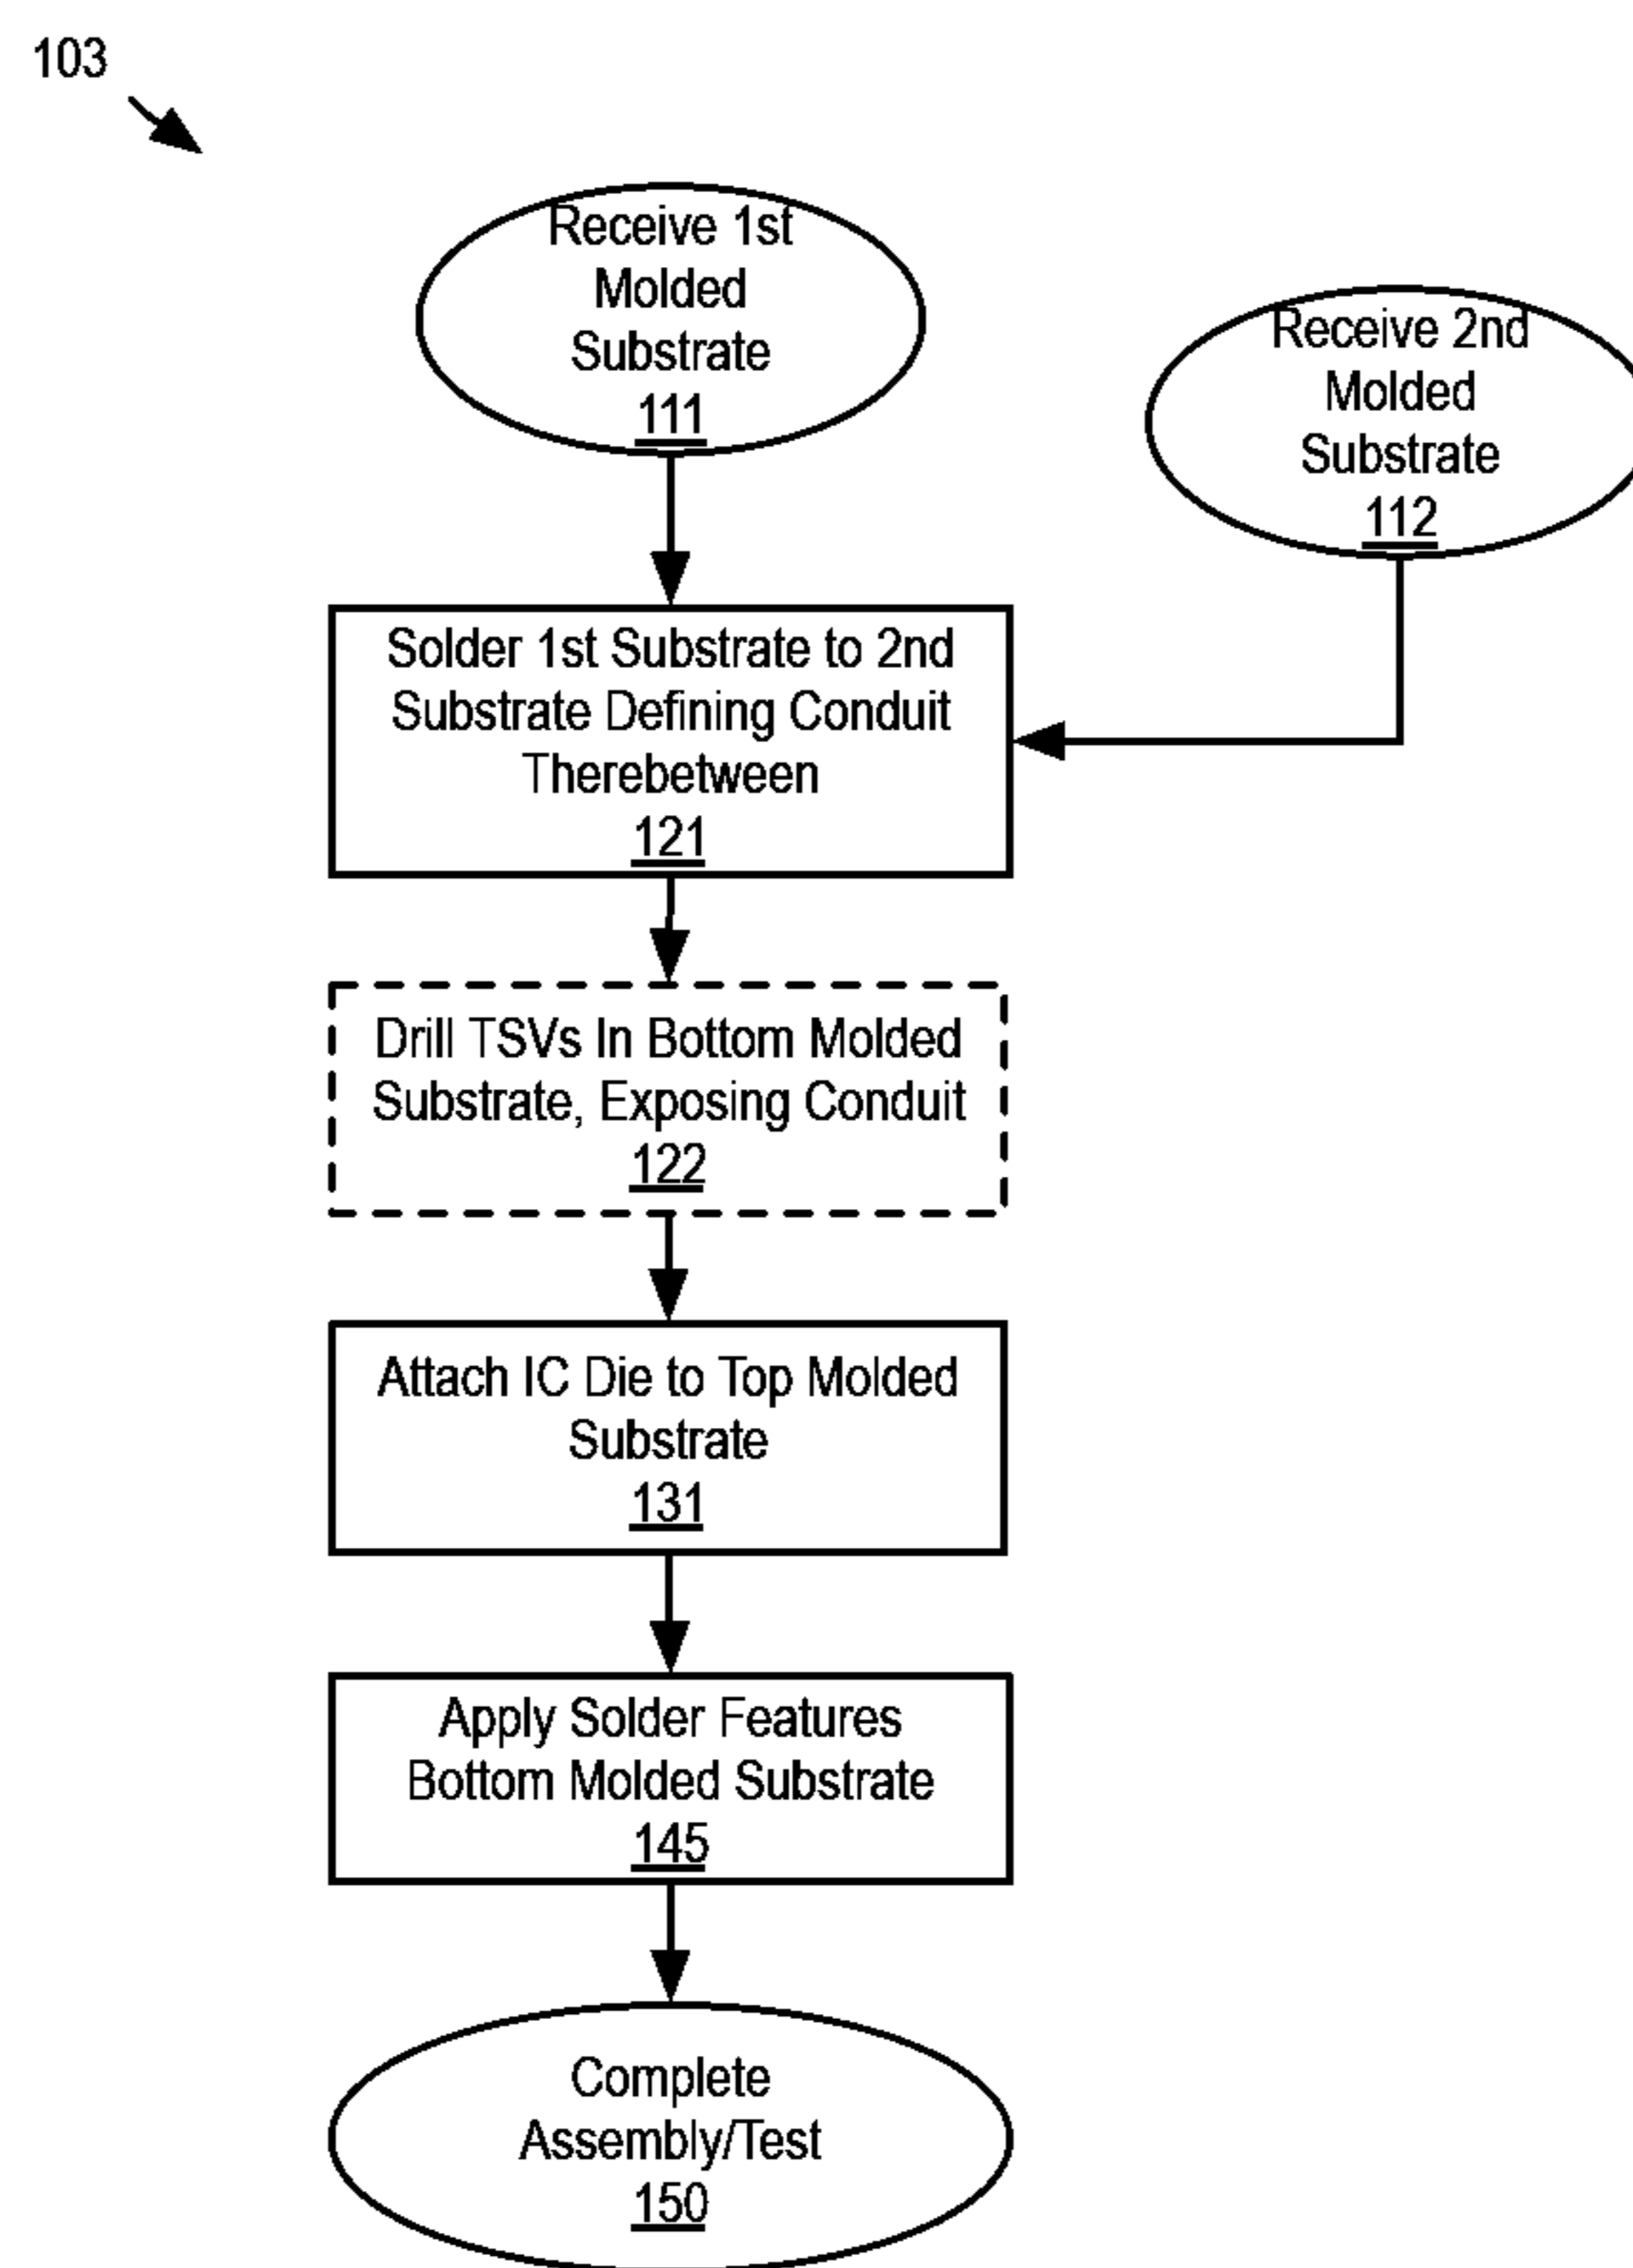 103
Receive 1st
Molded
Substrate
111
Receive 2nd
Molded
Substrate
112
Solder 1st Substrate to 2nd
Substrate Defining Conduit
Therebetween
121
Drill TSVs In Bottom Molded
Substrate, Exposing Conduit
122
Attach IC Die to Top Molded
Substrate
131
Apply Solder Features
Bottom Molded Substrate
145
Complete
Assembly/Test
150